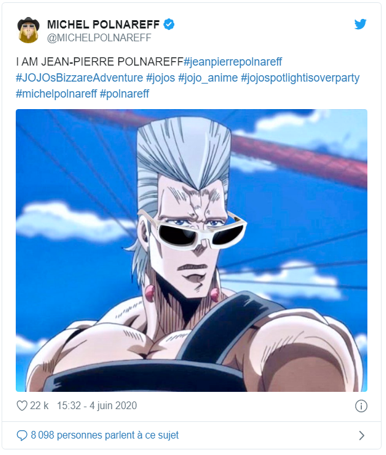 MICHEL POLNAREFF
@MICHELPOLNAREFF
I AM JEAN-PIERRE POLNAREFF#jeanpierrepolnareff
#JOJOsBizzareAdventure #jojos #jojo_anime #jojospotlightisoverparty
#michelpolnareff #polnareff
22 k 15:32 - 4 juin 2020
8 098 personnes parlent à ce sujet